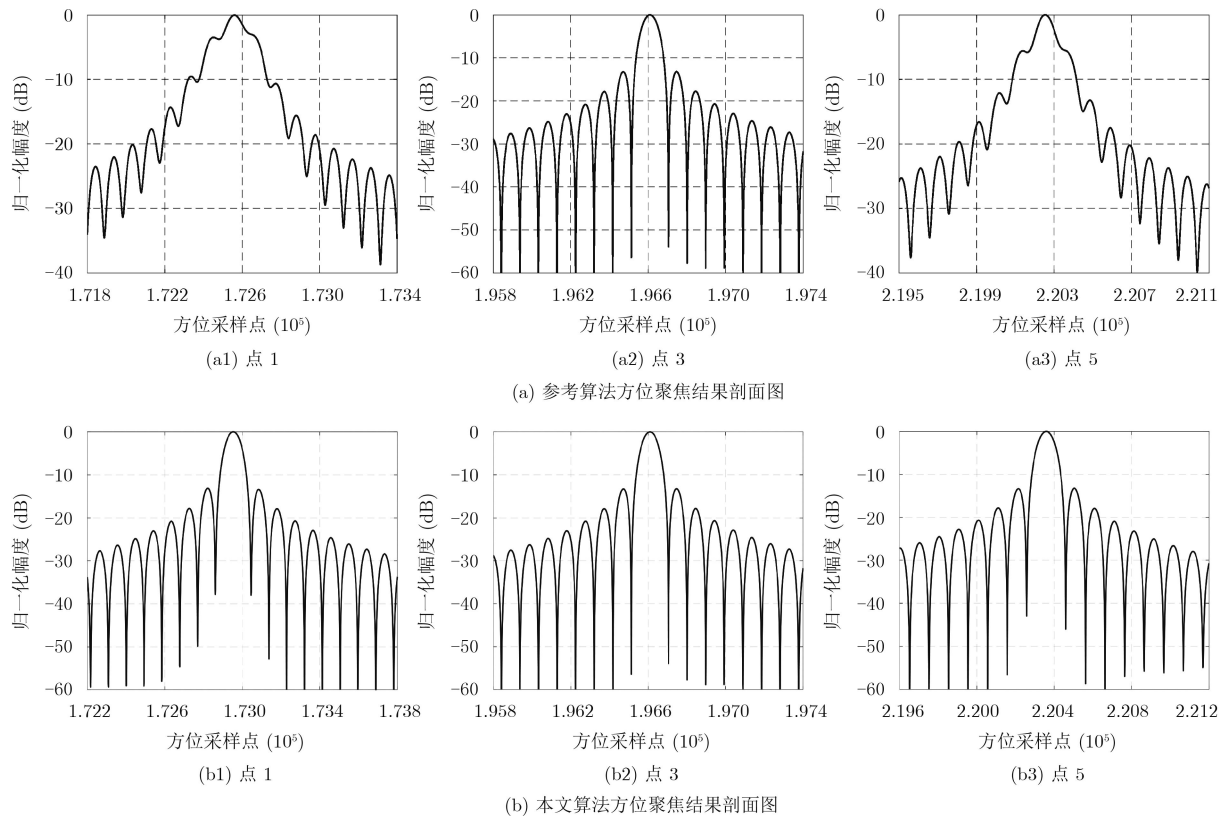 归一化幅度 (dB)
0
−10
−20
−30
−40
1.718 1.722 1.726 1.730 1.734
方位采样点 (10⁵)
(a1) 点 1
归一化幅度 (dB)
0
−10
−20
−30
−40
−50
−60
1.958 1.962 1.966 1.970 1.974
方位采样点 (10⁵)
(a2) 点 3
归一化幅度 (dB)
0
−10
−20
−30
−40
2.195 2.199 2.203 2.207 2.211
方位采样点 (10⁵)
(a3) 点 5
(a) 参考算法方位聚焦结果剖面图
归一化幅度 (dB)
0
−10
−20
−30
−40
−50
−60
1.722 1.726 1.730 1.734 1.738
方位采样点 (10⁵)
(b1) 点 1
归一化幅度 (dB)
0
−10
−20
−30
−40
−50
−60
1.958 1.962 1.966 1.970 1.974
方位采样点 (10⁵)
(b2) 点 3
归一化幅度 (dB)
0
−10
−20
−30
−40
−50
−60
2.196 2.200 2.204 2.208 2.212
方位采样点 (10⁵)
(b3) 点 5
(b) 本文算法方位聚焦结果剖面图